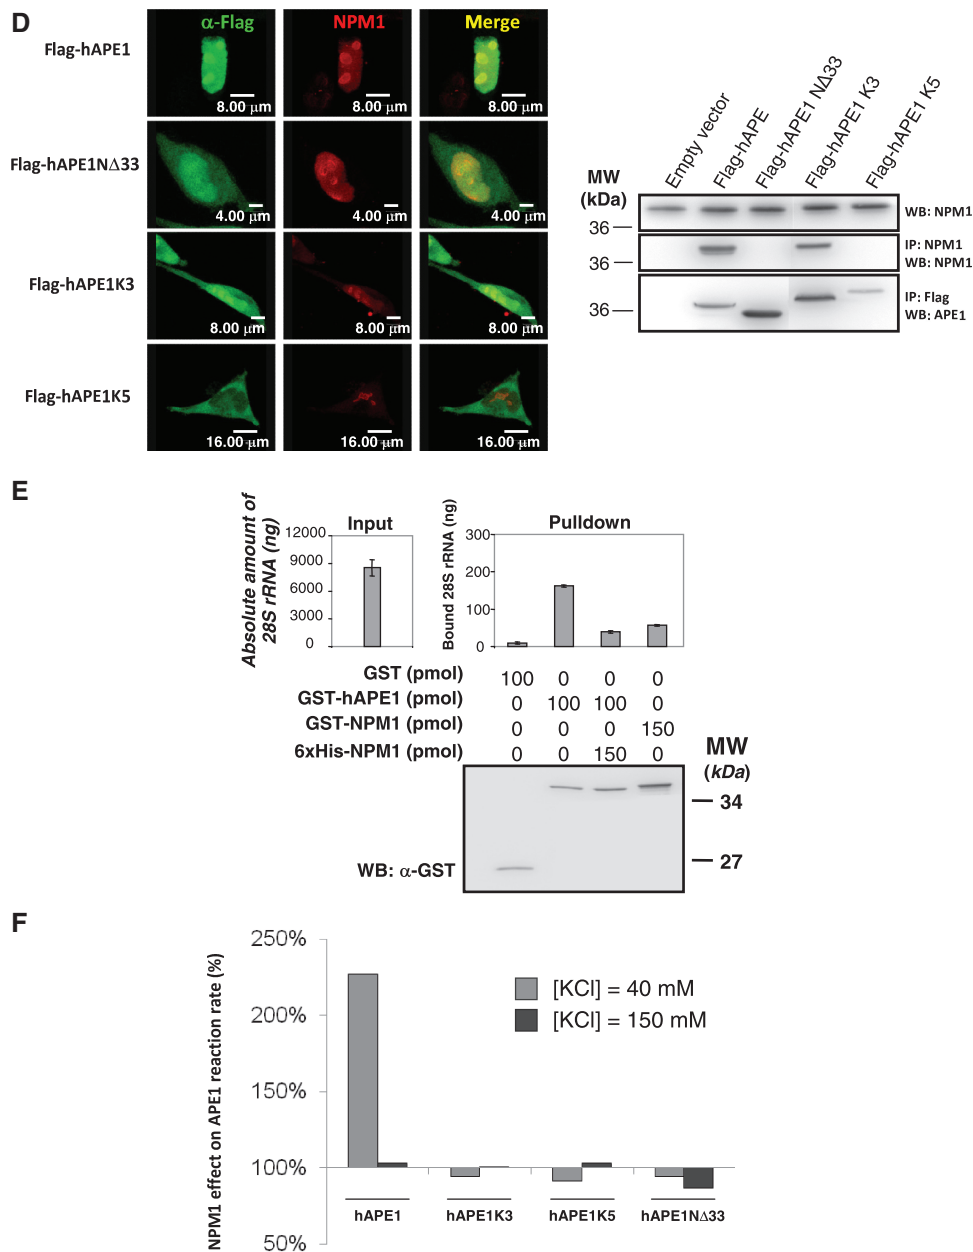 D
α-Flag NPM1 Merge
Flag-hAPE1
8.00 µm 8.00 µm 8.00 µm
Flag-hAPE1NΔ33
4.00 µm 4.00 µm 4.00 µm
Flag-hAPE1K3
8.00 µm 8.00 µm 8.00 µm
Flag-hAPE1K5
16.00 µm 16.00 µm 16.00 µm
Empty vector
Flag-hAPE
Flag-hAPE1 NΔ33
Flag-hAPE1 K3
Flag-hAPE1 K5
MW
(kDa)
WB: NPM1
36
IP: NPM1
WB: NPM1
36
IP: Flag
WB: APE1
36
E
Absolute amount of
28S rRNA (ng)
Input
12000
9000
6000
3000
0
Bound 28S rRNA (ng)
Pulldown
300
200
100
0
GST (pmol) 100 0 0 0
GST-hAPE1 (pmol) 0 100 100 0
GST-NPM1 (pmol) 0 0 0 150
6xHis-NPM1 (pmol) 0 0 150 0
MW
(kDa)
34
27
WB: α-GST
F
NPM1 effect on APE1 reaction rate (%)
250%
200%
150%
100%
50%
[KCl] = 40 mM
[KCl] = 150 mM
hAPE1 hAPE1K3 hAPE1K5 hAPE1NΔ33